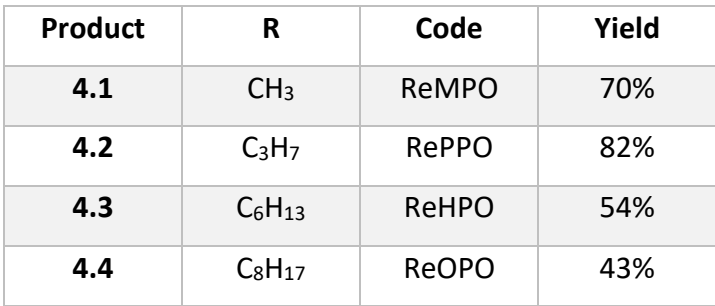 Product R Code Yield
4.1 CH₃ ReMPO 70%
4.2 C₃H₇ RePPO 82%
4.3 C₆H₁₃ ReHPO 54%
4.4 C₈H₁₇ ReOPO 43%